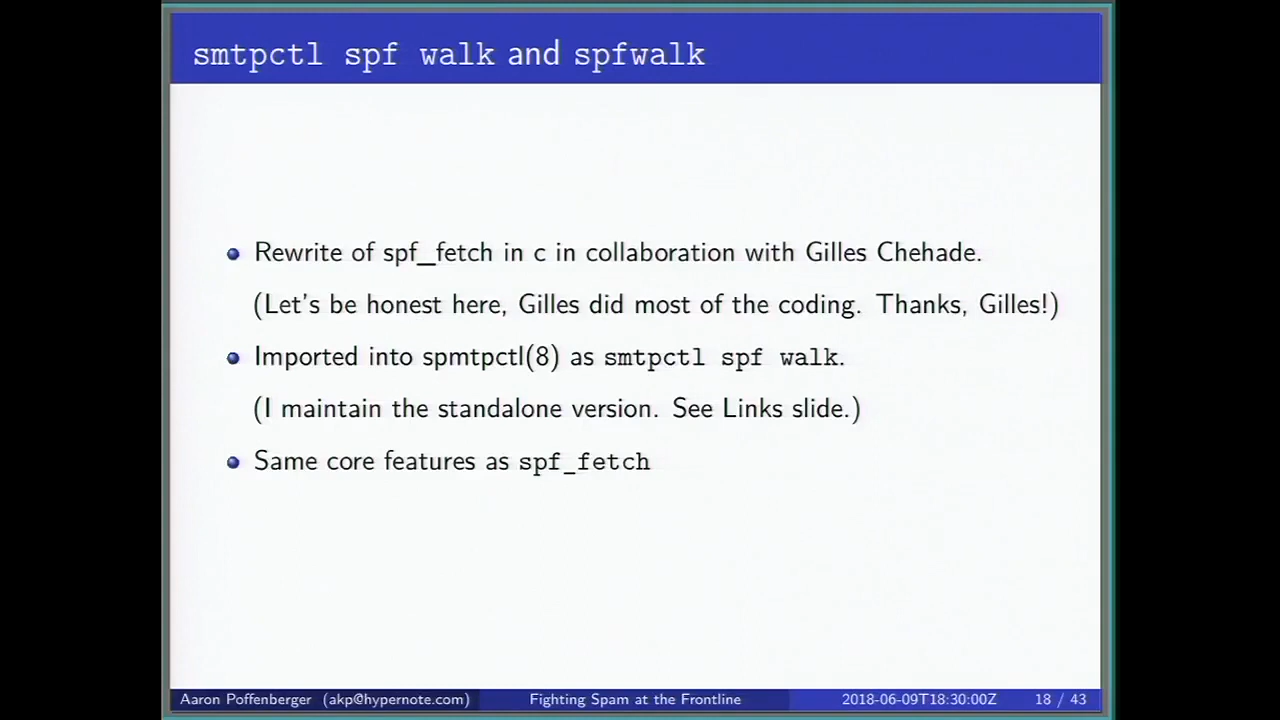 smtpctl spf walk and spfwalk
Rewrite of spf_fetch in c in collaboration with Gilles Chehade.
(Let's be honest here, Gilles did most of the coding. Thanks, Gilles!)
Imported into spmtpctl(8) as smtpctl spf walk.
(I maintain the standalone version. See Links slide.)
Same core features as spf_fetch
Aaron Poffenberger (akp@hypernote.com) Fighting Spam at the Frontline 2018-06-09T18:30:00Z 18 / 43